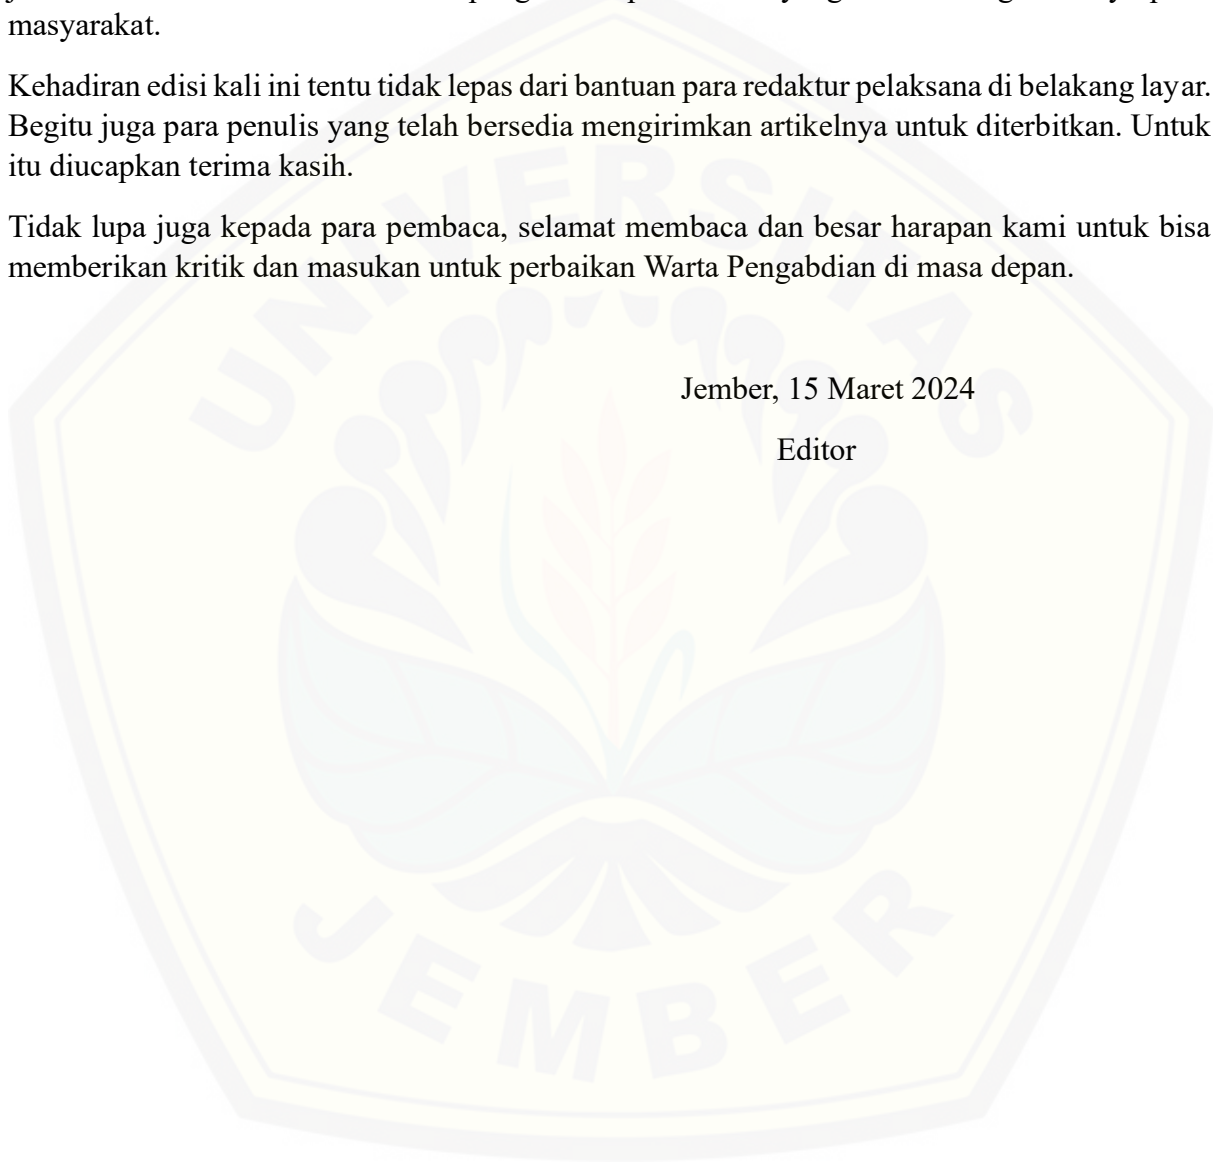 masyarakat.
Kehadiran edisi kali ini tentu tidak lepas dari bantuan para redaktur pelaksana di belakang layar.
Begitu juga para penulis yang telah bersedia mengirimkan artikelnya untuk diterbitkan. Untuk
itu diucapkan terima kasih.
Tidak lupa juga kepada para pembaca, selamat membaca dan besar harapan kami untuk bisa
memberikan kritik dan masukan untuk perbaikan Warta Pengabdian di masa depan.
Jember, 15 Maret 2024
Editor
UNIVERSITAS
JEMBER